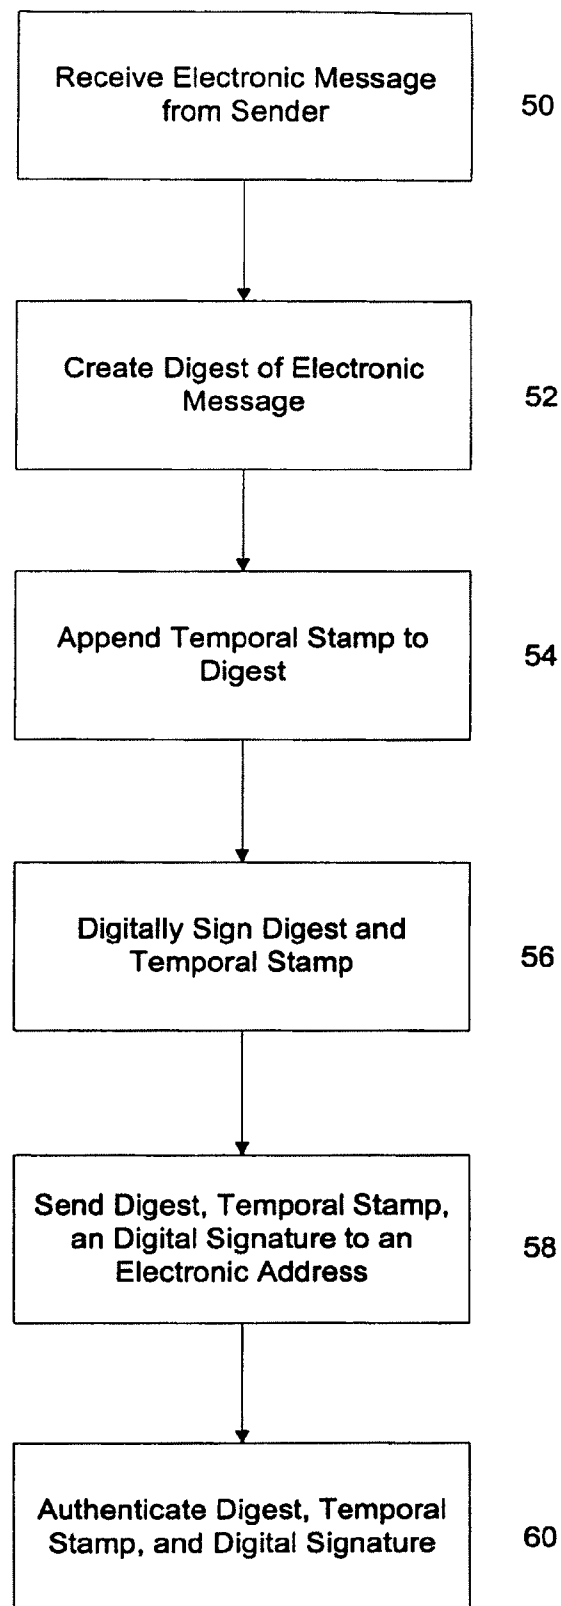 Receive Electronic Message
from Sender
50
Create Digest of Electronic
Message
52
Append Temporal Stamp to
Digest
54
Digitally Sign Digest and
Temporal Stamp
56
Send Digest, Temporal Stamp,
an Digital Signature to an
Electronic Address
58
Authenticate Digest, Temporal
Stamp, and Digital Signature
60